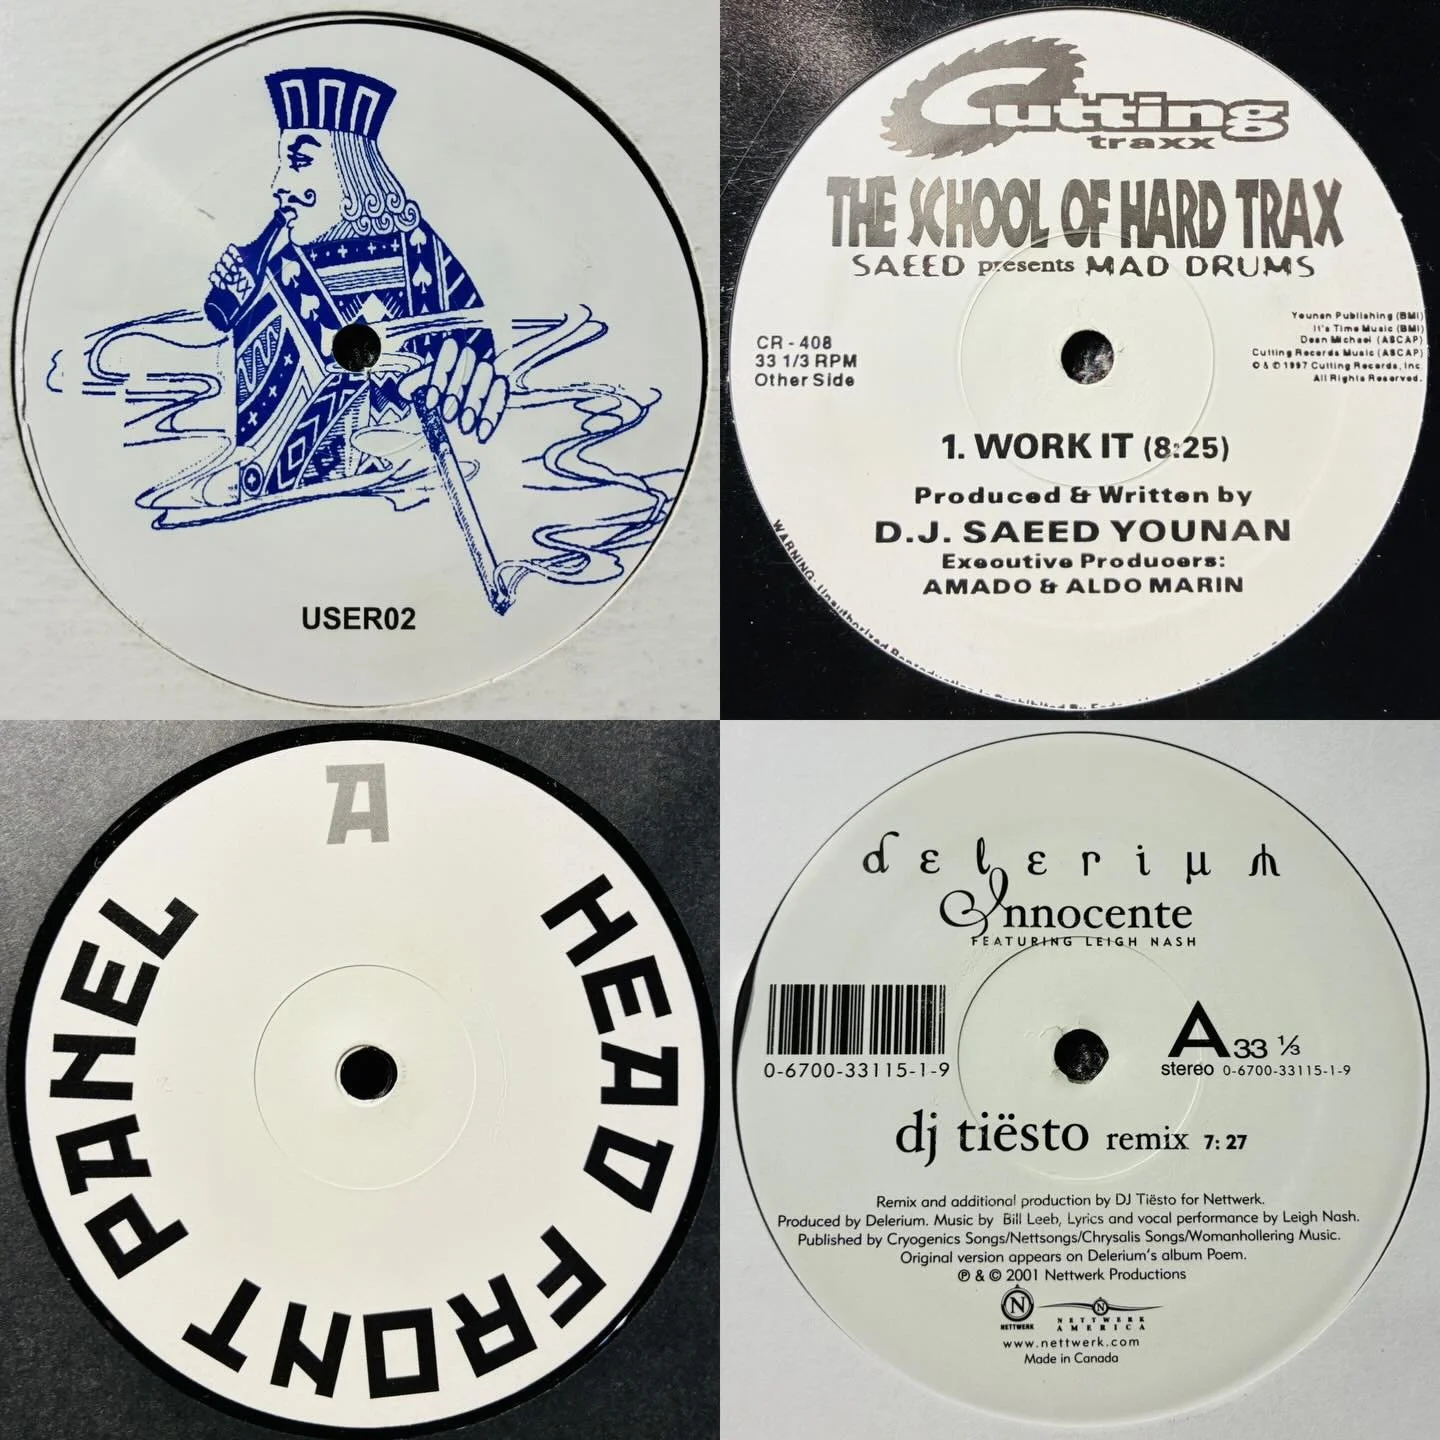 USER02
Cutting
traxx
THE SCHOOL OF HARD TRAX
SAEED presents MAD DRUMS
CR - 408
33 1/3 RPM
Other Side
Younan Publishing (BMI)
It's Time Music (BMI)
Dean Michael (ASCAP)
Cutting Records Music (ASCAP)
℗ & © 1997 Cutting Records, Inc.
All Rights Reserved.
1. WORK IT (8:25)
Produced & Written by
D.J. SAEED YOUNAN
Executive Producers:
AMADO & ALDO MARIN
WARNING: Unauthorized
A
HEAD FRONT PANEL
delerium
Innocente
FEATURING LEIGH NASH
0-6700-33115-1-9
A 33 ⅓
stereo 0-6700-33115-1-9
dj tiësto remix 7:27
Remix and additional production by DJ Tiësto for Nettwerk.
Produced by Delerium. Music by Bill Leeb, Lyrics and vocal performance by Leigh Nash.
Published by Cryogenics Songs/Nettsongs/Chrysalis Songs/Womanhollering Music.
Original version appears on Delerium's album Poem.
℗ & © 2001 Nettwerk Productions
N
NETTWERK
N
NETTWERK
AMERICA
www.nettwerk.com
Made in Canada